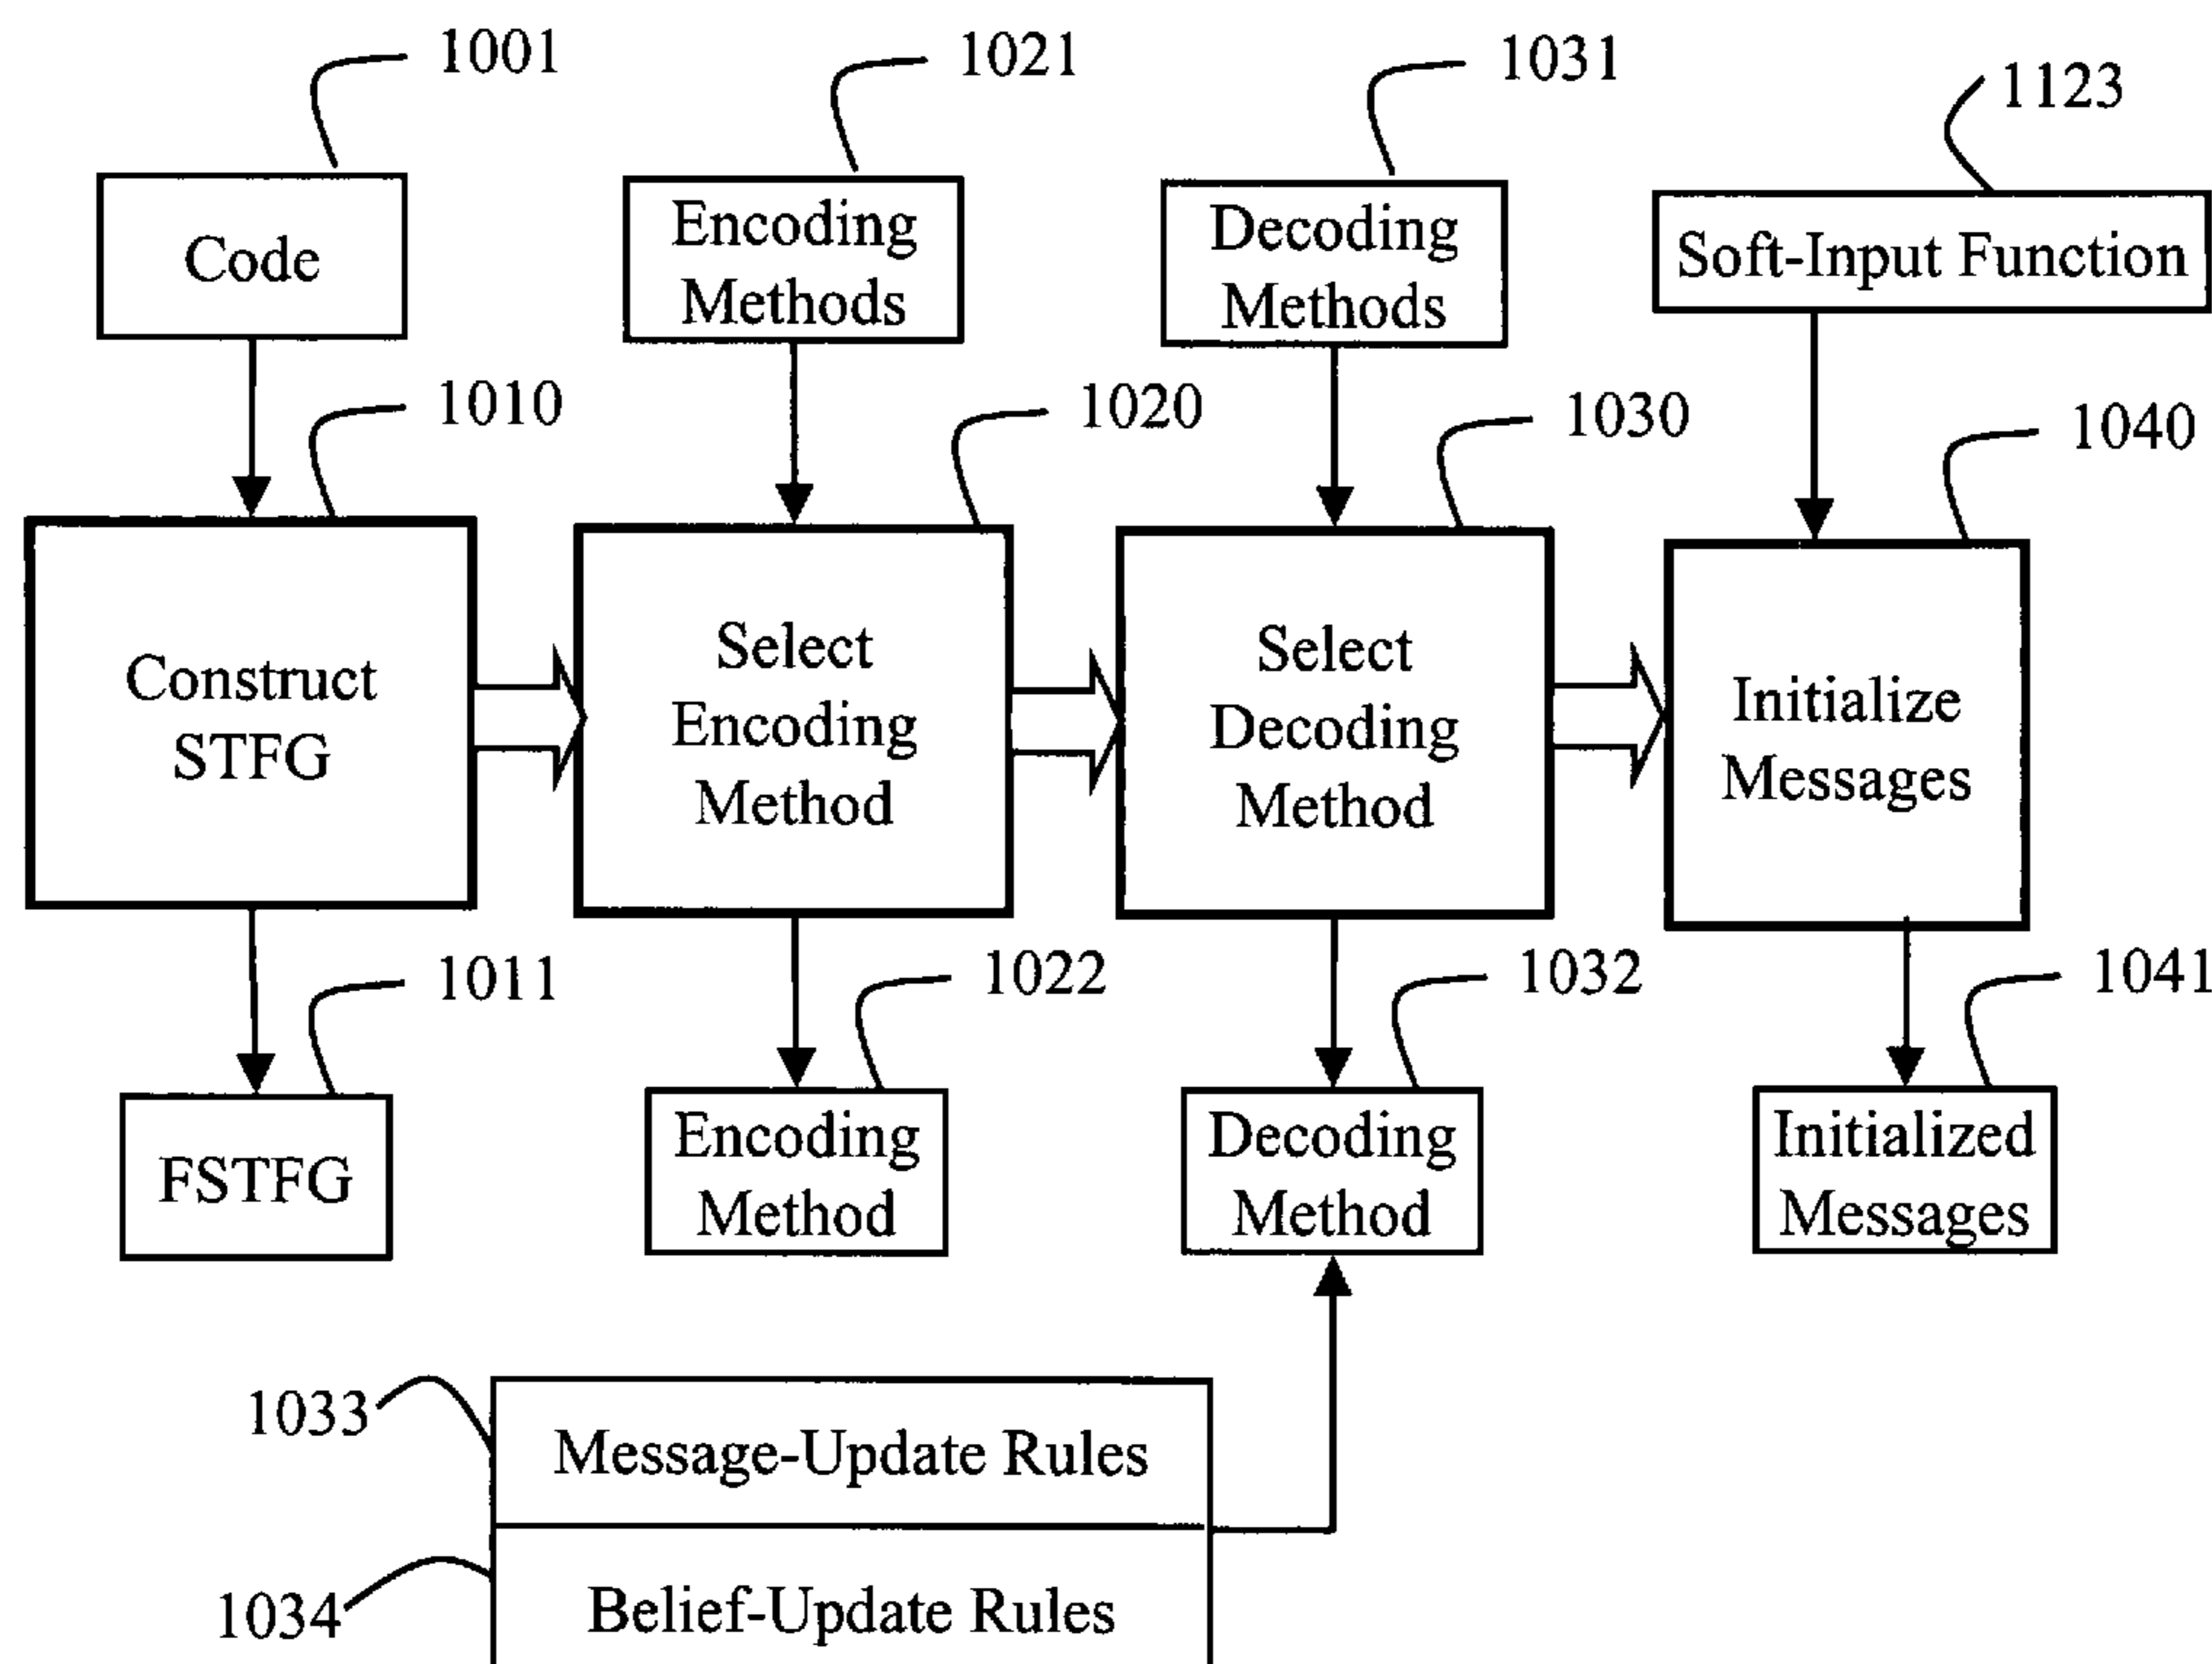 1001
1021
1031
1123
Code
Encoding
Methods
Decoding
Methods
Soft-Input Function
1010
1020
1030
1040
Construct
STFG
Select
Encoding
Method
Select
Decoding
Method
Initialize
Messages
1011
1022
1032
1041
FSTFG
Encoding
Method
Decoding
Method
Initialized
Messages
1033
Message-Update Rules
1034
Belief-Update Rules